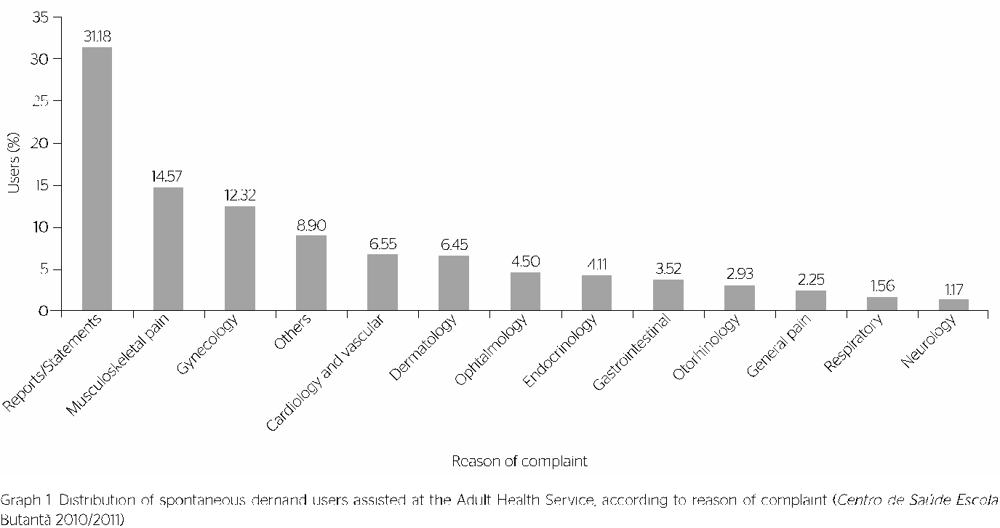 35
31.18
30
25
20
15
10
5
0
Users (%)
14.57
12.32
8.90
6.55
6.45
4.50
4.11
3.52
2.93
2.25
1.56
1.17
Reports/Statements
Musculoskeletal pain
Gynecology
Others
Cardiology and vascular
Dermatology
Ophtalmology
Endocrinology
Gastrointestinal
Otorhinology
General pain
Respiratory
Neurology
Reason of complaint
Graph 1 Distribution of spontaneous demand users assisted at the Adult Health Service, according to reason of complaint (Centro de Saúde Escola
Butantã 2010/2011)